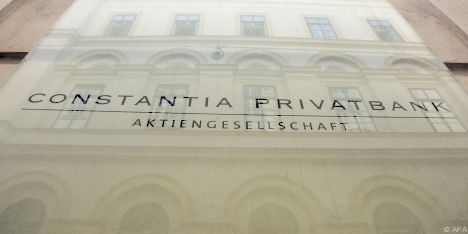 CONSTANTIA PRIVATBANK
AKTIENGESELLSCHAFT
© APA